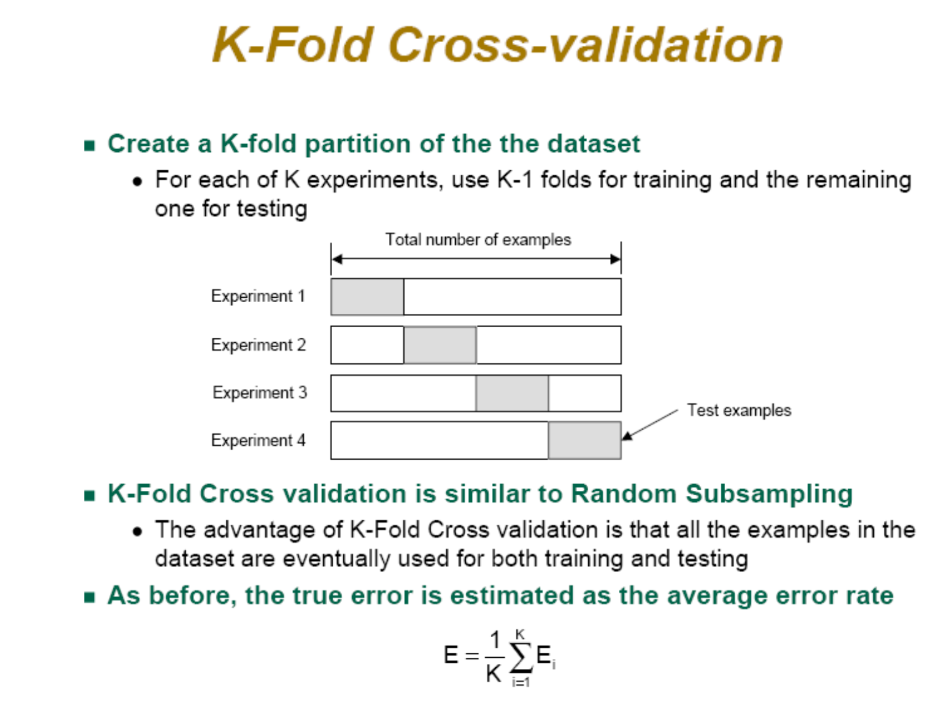 K-Fold Cross-validation
■ Create a K-fold partition of the the dataset
● For each of K experiments, use K-1 folds for training and the remaining
one for testing
Total number of examples
Experiment 1
Experiment 2
Experiment 3
Test examples
Experiment 4
■ K-Fold Cross validation is similar to Random Subsampling
● The advantage of K-Fold Cross validation is that all the examples in the
dataset are eventually used for both training and testing
■ As before, the true error is estimated as the average error rate
E = 1/K ∑_{i=1}^{K} E_i